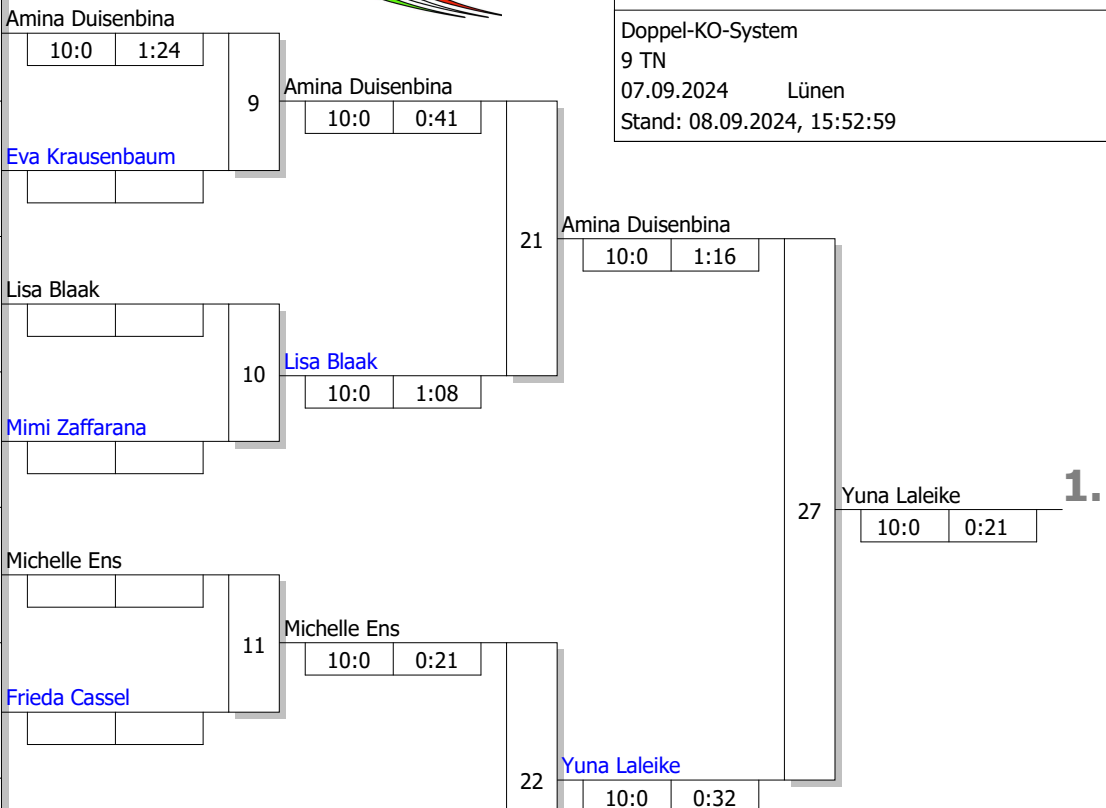 Doppel-KO-System
9 TN
07.09.2024 Lünen
Stand: 08.09.2024, 15:52:59
Amina Duisenbina
10:0 1:24
9
Eva Krausenbaum
Amina Duisenbina
10:0 0:41
21
Lisa Blaak
10
Mimi Zaffarana
Lisa Blaak
10:0 1:08
Amina Duisenbina
10:0 1:16
27
Yuna Laleike
10:0 0:21
1.
Michelle Ens
11
Frieda Cassel
Michelle Ens
10:0 0:21
22
Yuna Laleike
10:0 0:32